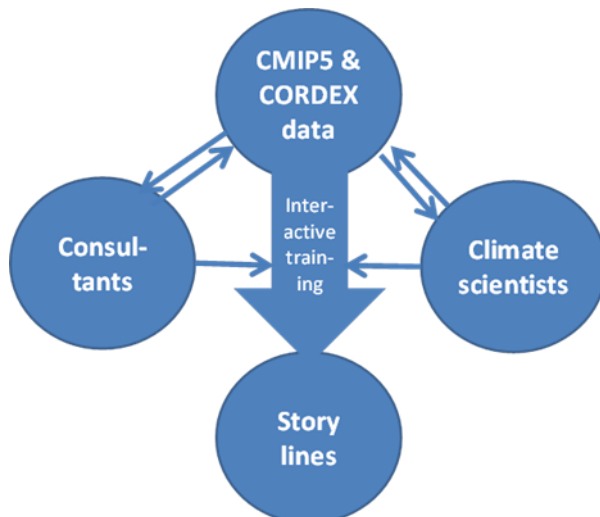 CMIP5 &
CORDEX
data
Inter-
active
train-
ing
Consul-
tants
Climate
scientists
Story
lines